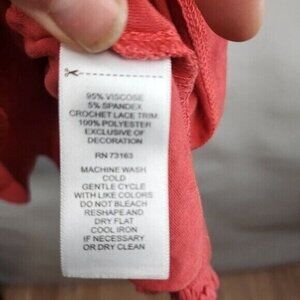 95% VISCOSE
5% SPANDEX
CROCHET LACE TRIM:
100% POLYESTER
EXCLUSIVE OF
DECORATION
RN 73163
MACHINE WASH
COLD
GENTLE CYCLE
WITH LIKE COLORS
DO NOT BLEACH
RESHAPE AND
DRY FLAT
COOL IRON
IF NECESSARY
OR DRY CLEAN